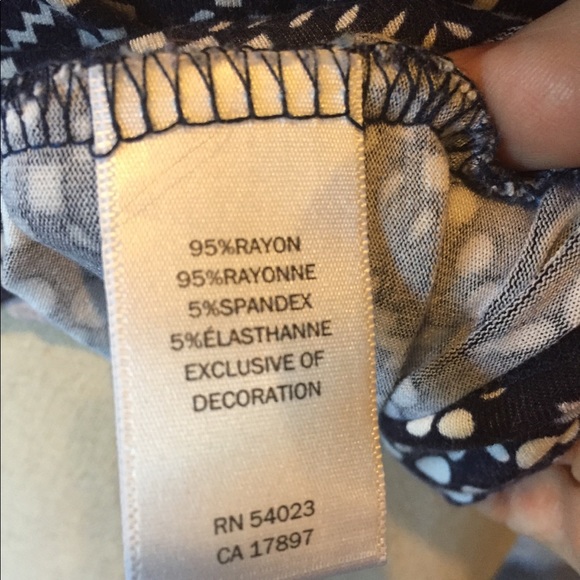 95%RAYON
95%RAYONNE
5%SPANDEX
5%ÉLASTHANNE
EXCLUSIVE OF
DECORATION
RN 54023
CA 17897